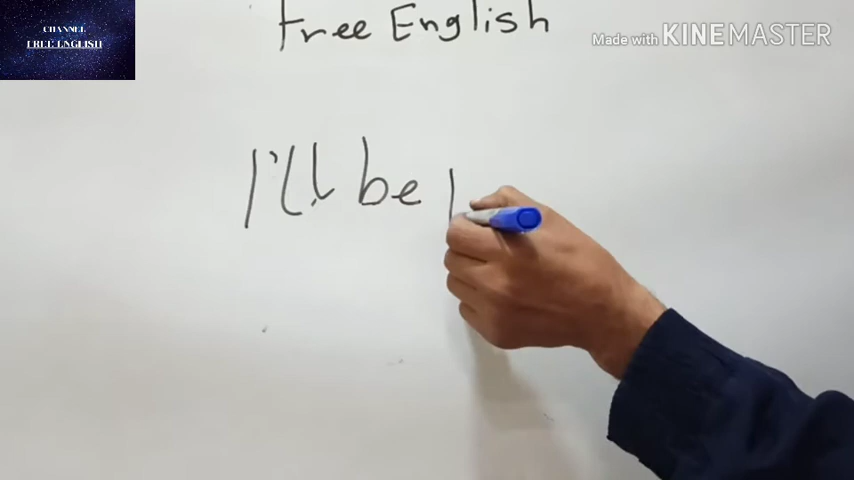 CHANNEL
FREE ENGLISH
Free English
Made with KINEMASTER
I'll be